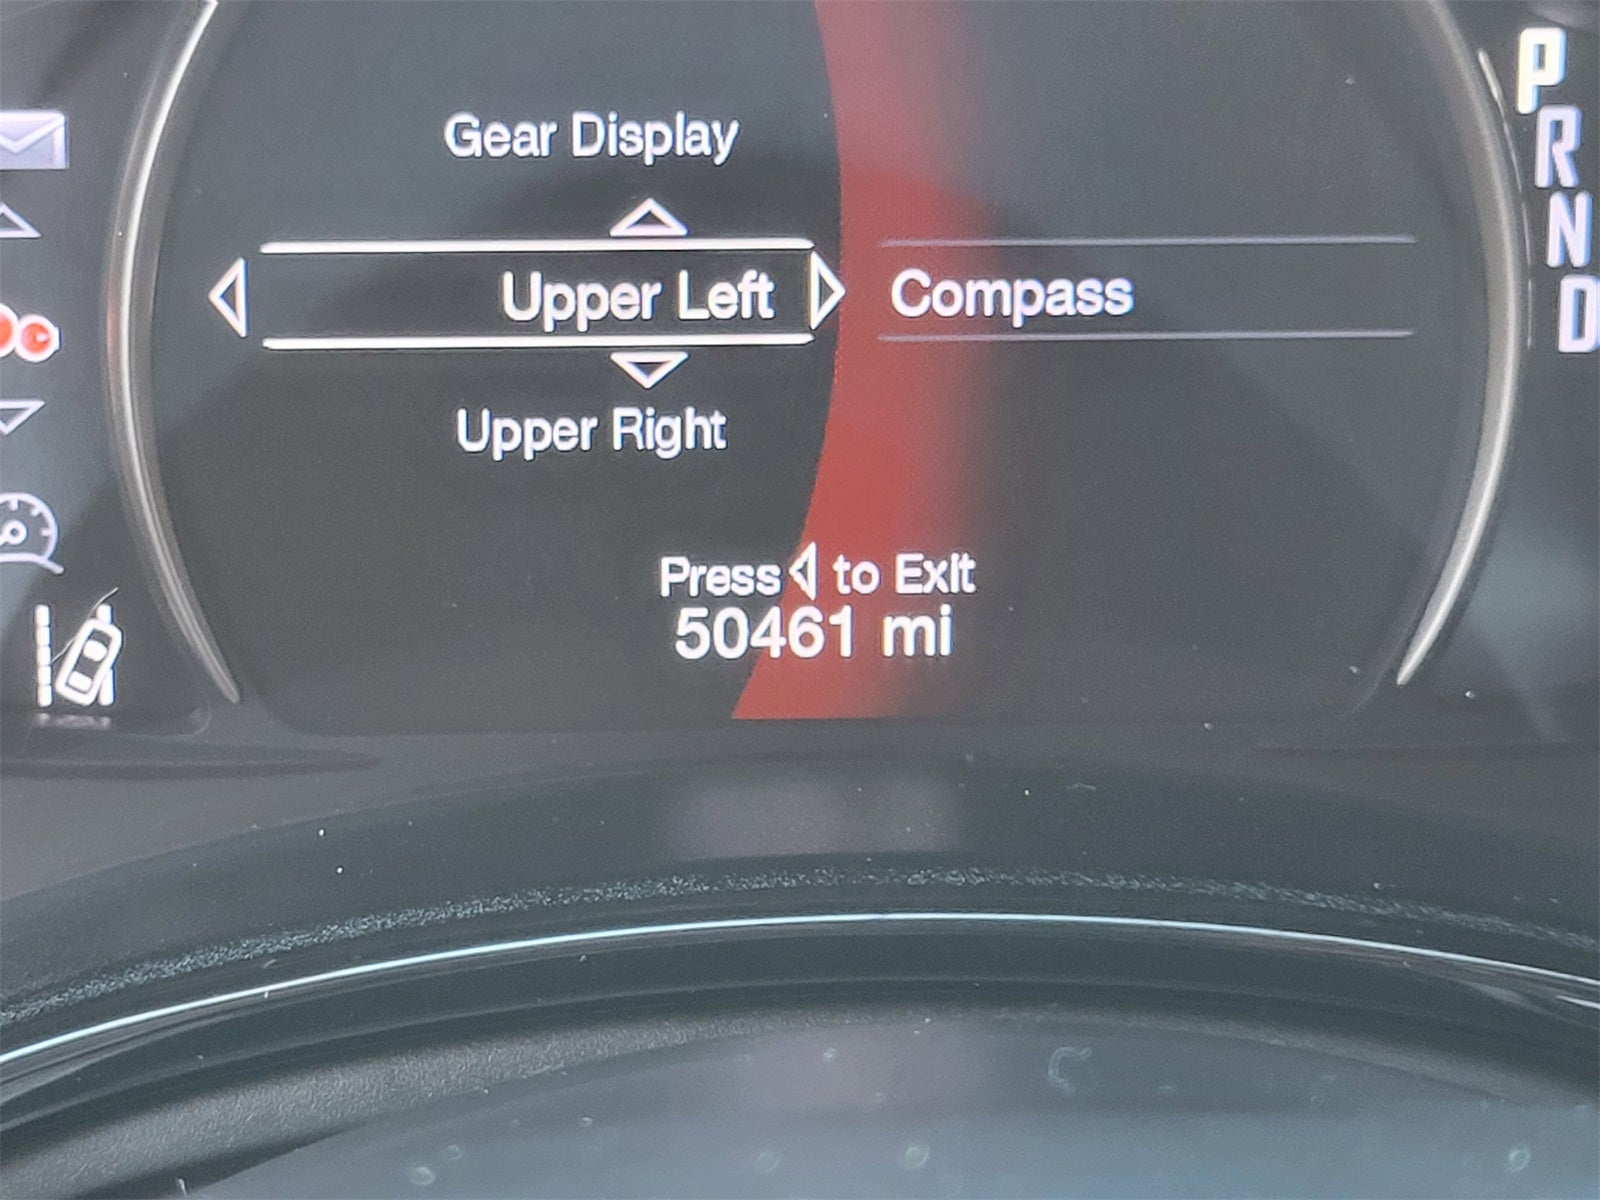 Gear Display
Upper Left
Compass
Upper Right
Press to Exit
50461 mi
P
R
N
D